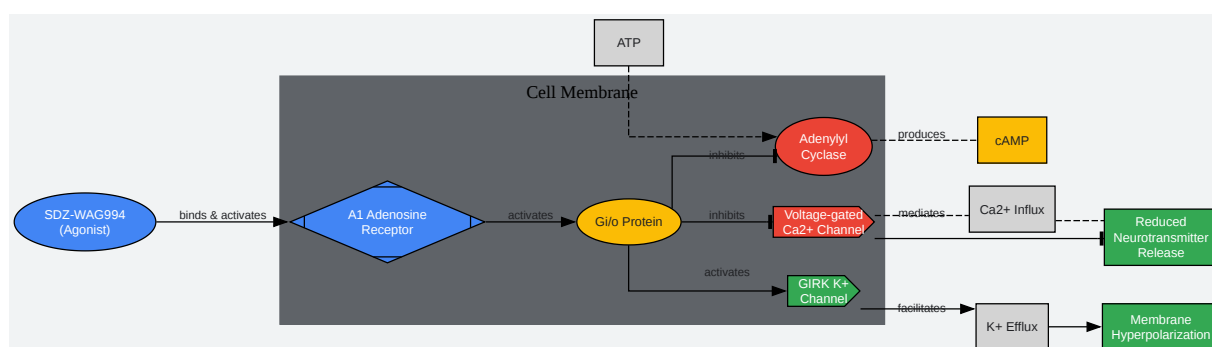 ATP
Cell Membrane
Adenylyl
Cyclase
produces
cAMP
inhibits
SDZ-WAG994
(Agonist)
binds & activates
A1 Adenosine
Receptor
activates
Gi/o Protein
inhibits
Voltage-gated
Ca2+ Channel
mediates
Ca2+ Influx
Reduced
Neurotransmitter
Release
activates
GIRK K+
Channel
facilitates
K+ Efflux
Membrane
Hyperpolarization